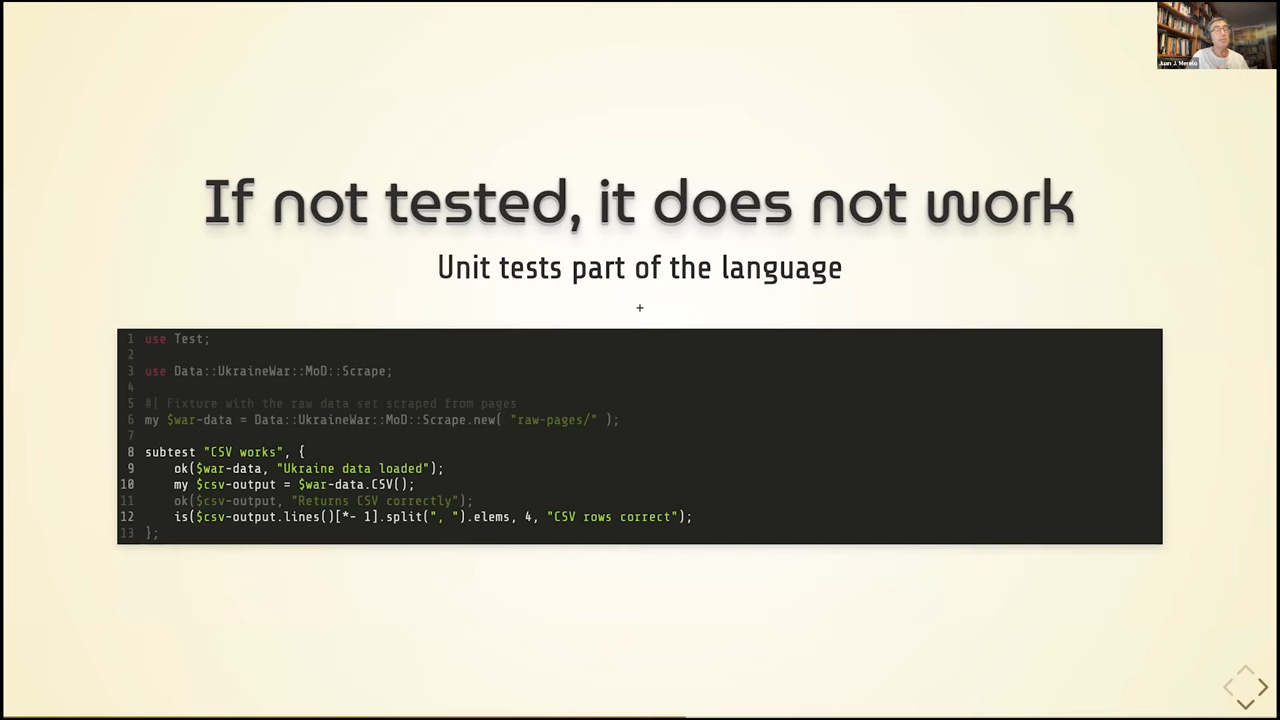 Juan J. Merelo
If not tested, it does not work
Unit tests part of the language
+
1 use Test;
2
3 use Data::UkraineWar::MoD::Scrape;
4
5 #| Fixture with the raw data set scraped from pages
6 my $war-data = Data::UkraineWar::MoD::Scrape.new( "raw-pages/" );
7
8 subtest "CSV works", {
9 ok($war-data, "Ukraine data loaded");
10 my $csv-output = $war-data.CSV();
11 ok($csv-output, "Returns CSV correctly");
12 is($csv-output.lines()[*- 1].split(", ").elems, 4, "CSV rows correct");
13 };